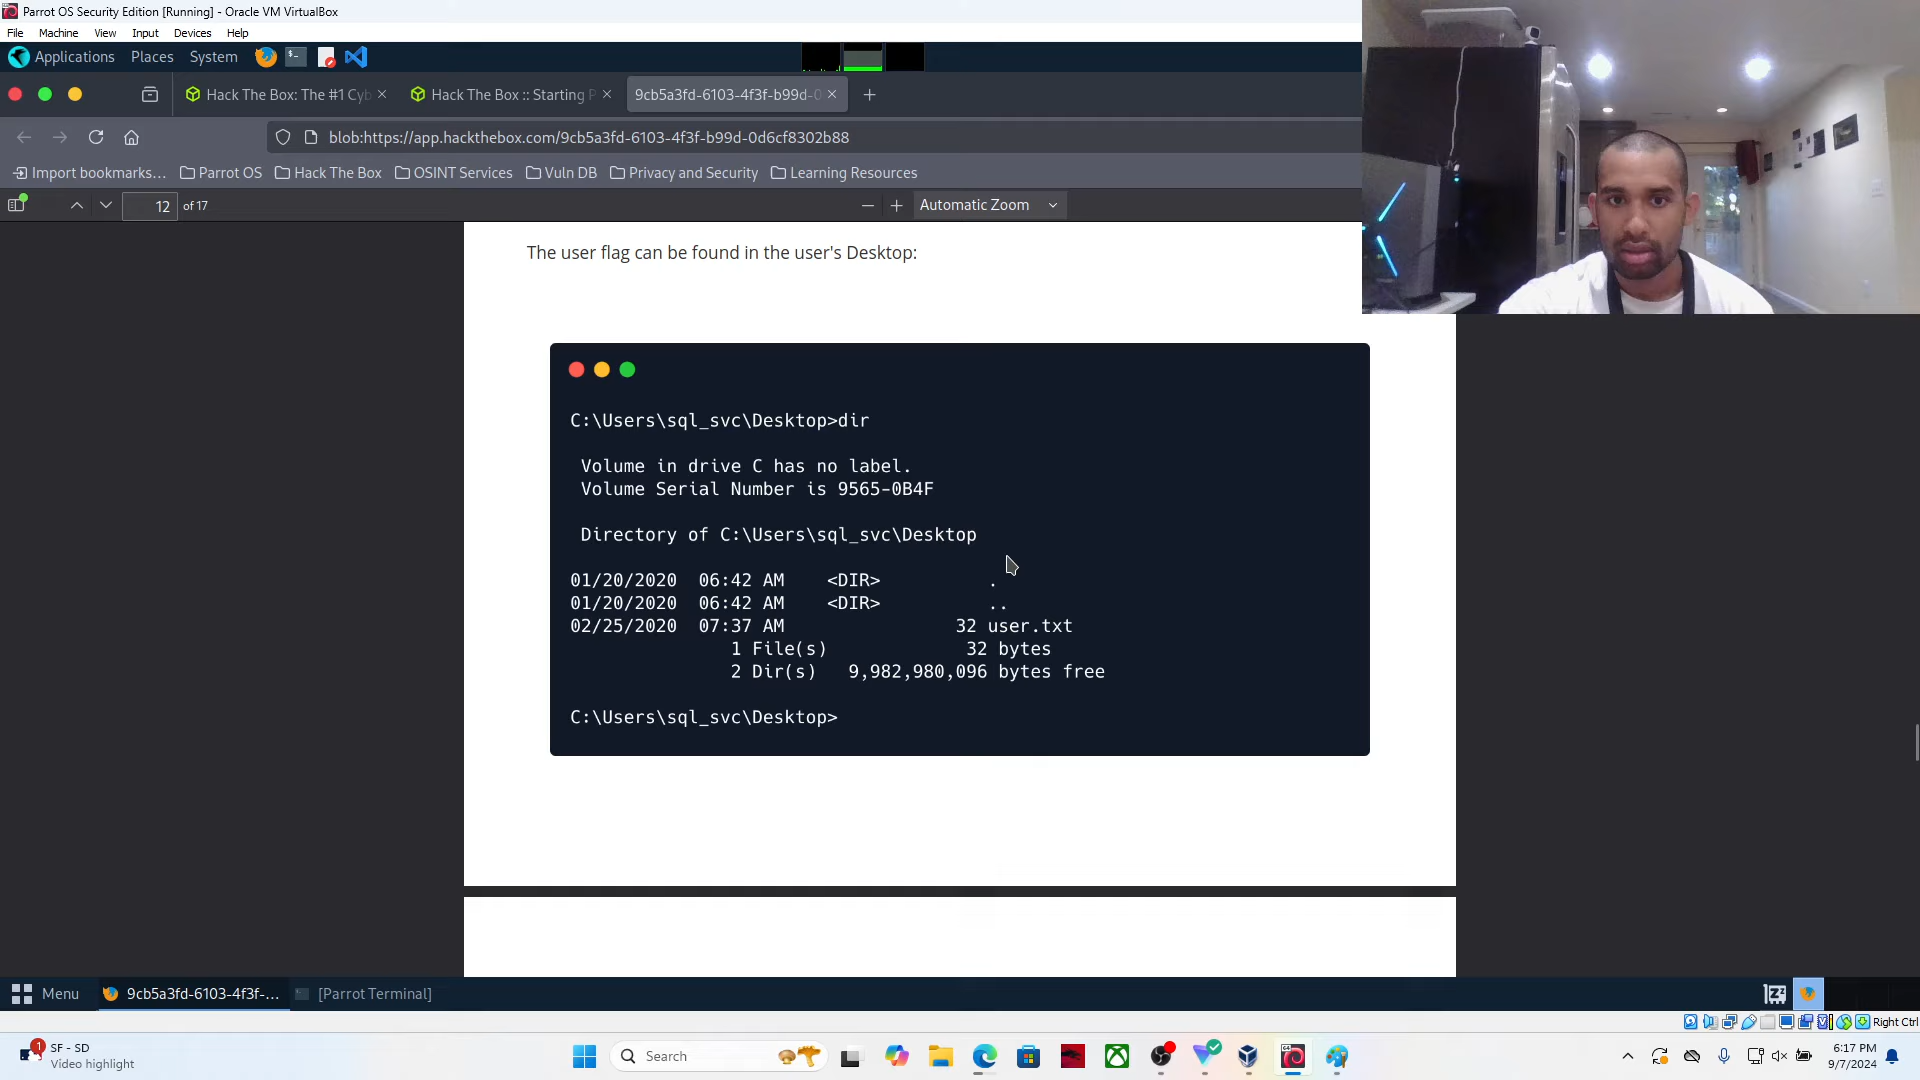 Parrot OS Security Edition [Running] - Oracle VM VirtualBox
File Machine View Input Devices Help
Applications Places System
Hack The Box: The #1 Cyb
Hack The Box :: Starting P
9cb5a3fd-6103-4f3f-b99d-0
blob:https://app.hackthebox.com/9cb5a3fd-6103-4f3f-b99d-0d6cf8302b88
Import bookmarks... Parrot OS Hack The Box OSINT Services Vuln DB Privacy and Security Learning Resources
12 of 17
Automatic Zoom
The user flag can be found in the user's Desktop:
C:\Users\sql_svc\Desktop>dir
Volume in drive C has no label.
Volume Serial Number is 9565-0B4F
Directory of C:\Users\sql_svc\Desktop
01/20/2020 06:42 AM <DIR> .
01/20/2020 06:42 AM <DIR> ..
02/25/2020 07:37 AM 32 user.txt
1 File(s) 32 bytes
2 Dir(s) 9,982,980,096 bytes free
C:\Users\sql_svc\Desktop>
Menu 9cb5a3fd-6103-4f3f-... [Parrot Terminal]
Right Ctrl
1
SF - SD
Video highlight
Search
6:17 PM
9/7/2024